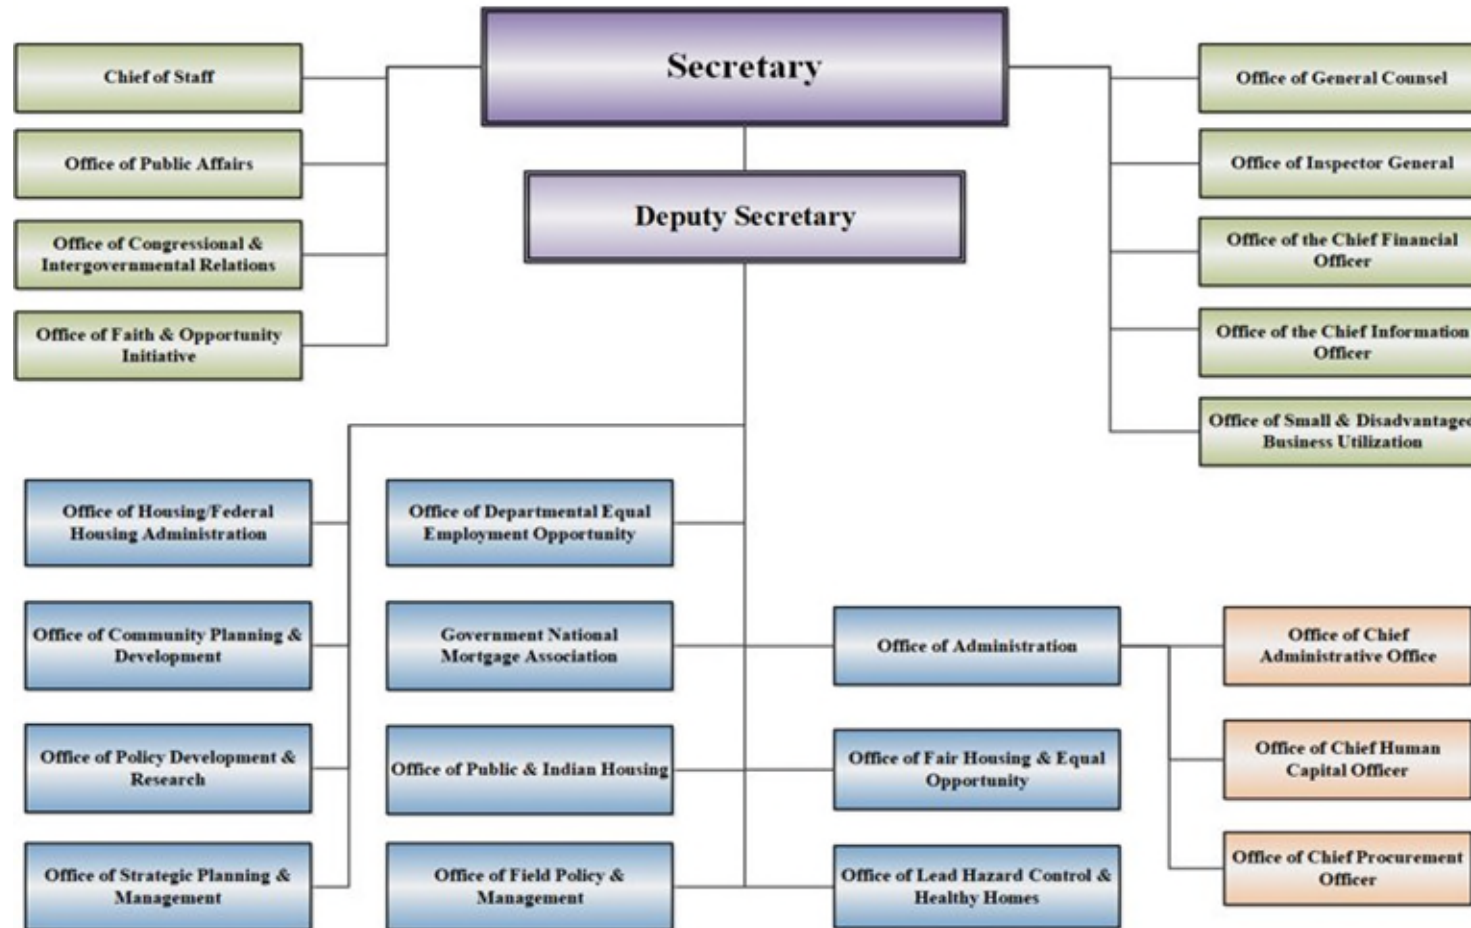 Secretary
Deputy Secretary
Chief of Staff
Office of Public Affairs
Office of Congressional &
Intergovernmental Relations
Office of Faith & Opportunity
Initiative
Office of General Counsel
Office of Inspector General
Office of the Chief Financial
Officer
Office of the Chief Information
Officer
Office of Small & Disadvantaged
Business Utilization
Office of Housing/Federal
Housing Administration
Office of Community Planning &
Development
Office of Policy Development &
Research
Office of Strategic Planning &
Management
Office of Departmental Equal
Employment Opportunity
Government National
Mortgage Association
Office of Public & Indian Housing
Office of Field Policy &
Management
Office of Administration
Office of Fair Housing & Equal
Opportunity
Office of Lead Hazard Control &
Healthy Homes
Office of Chief
Administrative Office
Office of Chief Human
Capital Officer
Office of Chief Procurement
Officer